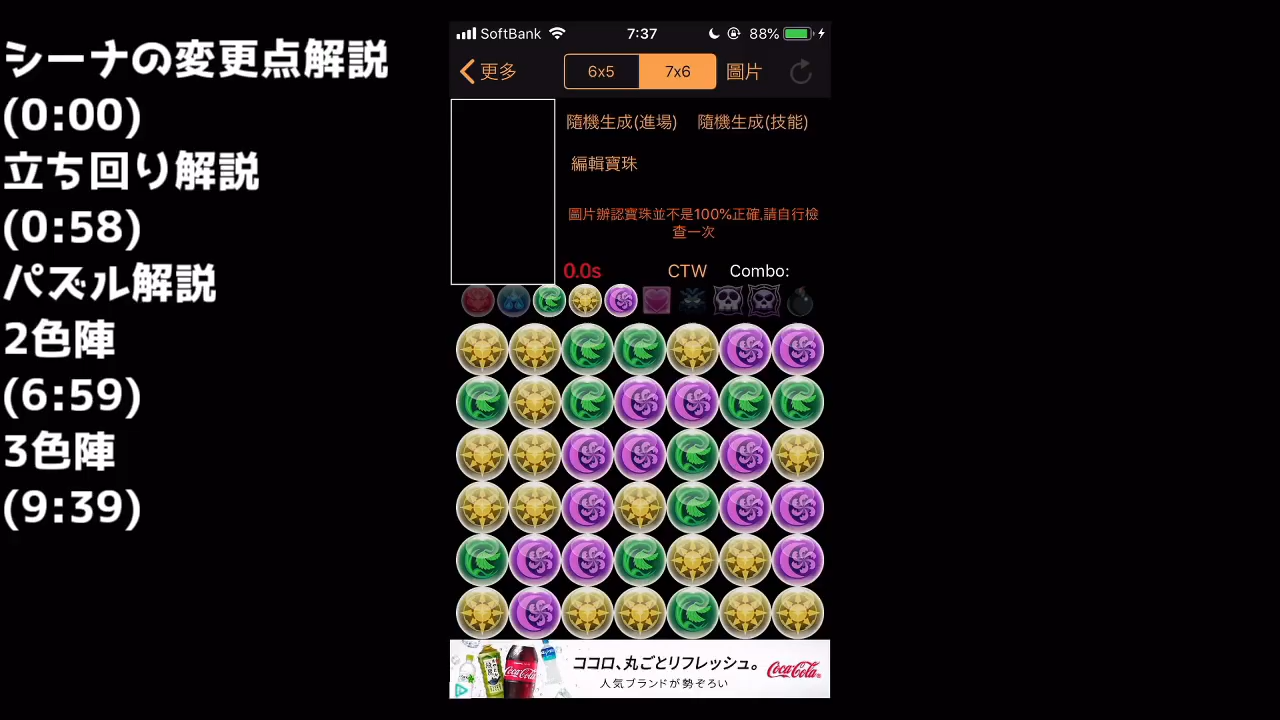 シーナの変更点解説
(0:00)
立ち回り解説
(0:58)
パズル解説
2色陣
(6:59)
3色陣
(9:39)
SoftBank 7:37 88%
更多 6x5 7x6 圖片
隨機生成(進場) 隨機生成(技能)
編輯寶珠
圖片辦認寶珠並不是100%正確,請自行檢
查一次
0.0s CTW Combo:
ココロ、丸ごとリフレッシュ。
人気ブランドが勢ぞろい
Coca-Cola
Coca-Cola